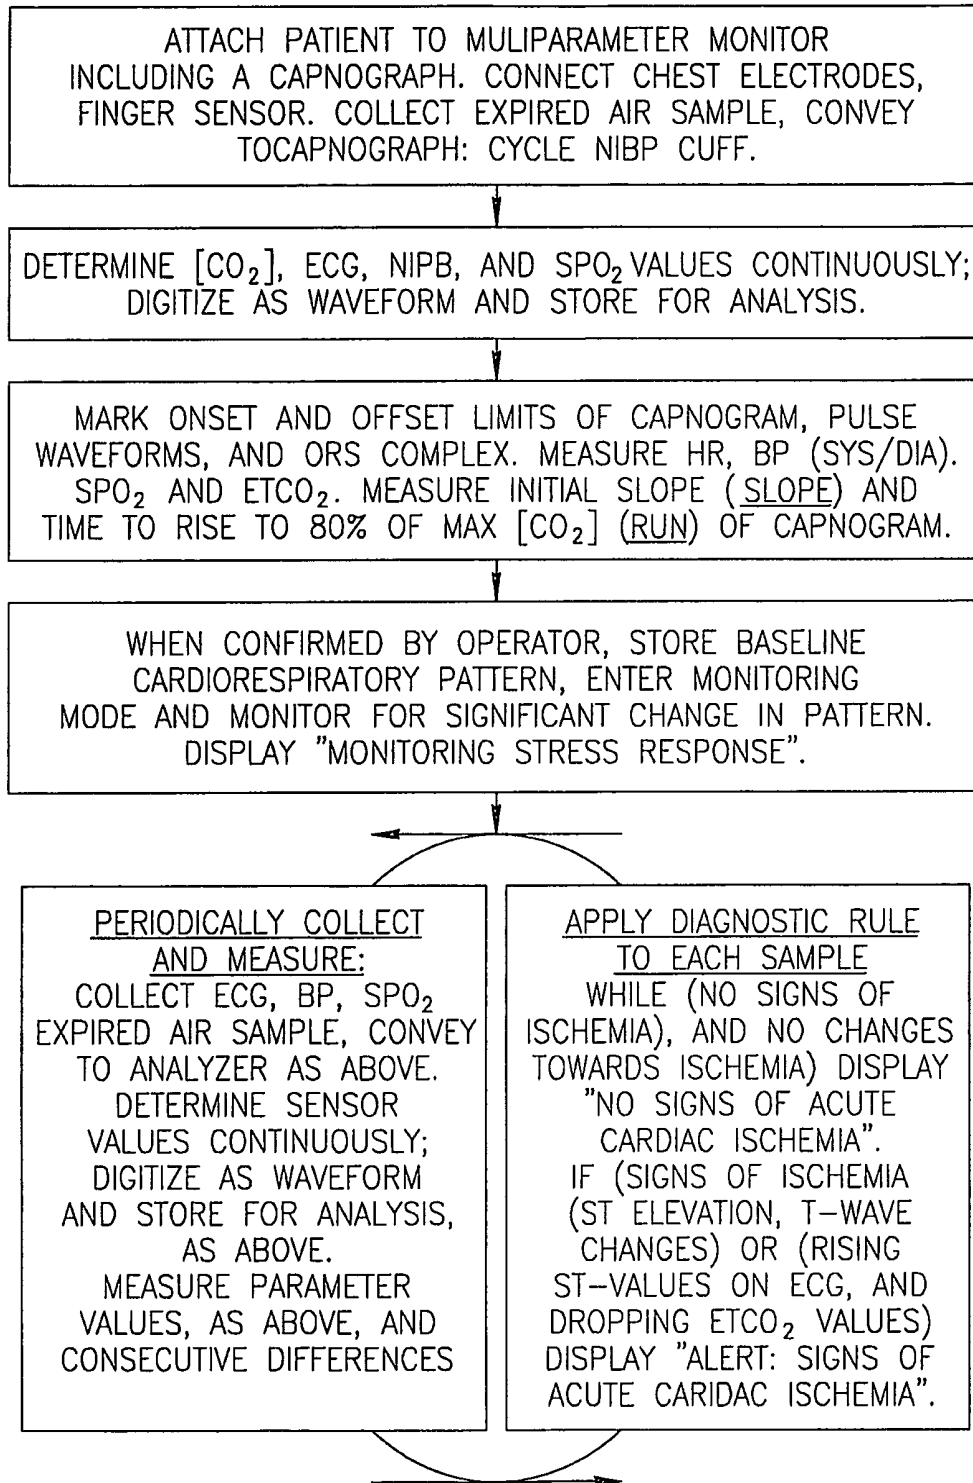 ATTACH PATIENT TO MULIPARAMETER MONITOR
INCLUDING A CAPNOGRAPH. CONNECT CHEST ELECTRODES,
FINGER SENSOR. COLLECT EXPIRED AIR SAMPLE, CONVEY
TOCAPNOGRAPH: CYCLE NIBP CUFF.
DETERMINE [CO₂], ECG, NIPB, AND SPO₂ VALUES CONTINUOUSLY;
DIGITIZE AS WAVEFORM AND STORE FOR ANALYSIS.
MARK ONSET AND OFFSET LIMITS OF CAPNOGRAM, PULSE
WAVEFORMS, AND ORS COMPLEX. MEASURE HR, BP (SYS/DIA).
SPO₂ AND ETCO₂. MEASURE INITIAL SLOPE (SLOPE) AND
TIME TO RISE TO 80% OF MAX [CO₂] (RUN) OF CAPNOGRAM.
WHEN CONFIRMED BY OPERATOR, STORE BASELINE
CARDIORESPIRATORY PATTERN, ENTER MONITORING
MODE AND MONITOR FOR SIGNIFICANT CHANGE IN PATTERN.
DISPLAY "MONITORING STRESS RESPONSE".
PERIODICALLY COLLECT
AND MEASURE:
COLLECT ECG, BP, SPO₂
EXPIRED AIR SAMPLE, CONVEY
TO ANALYZER AS ABOVE.
DETERMINE SENSOR
VALUES CONTINUOUSLY;
DIGITIZE AS WAVEFORM
AND STORE FOR ANALYSIS,
AS ABOVE.
MEASURE PARAMETER
VALUES, AS ABOVE, AND
CONSECUTIVE DIFFERENCES
APPLY DIAGNOSTIC RULE
TO EACH SAMPLE
WHILE (NO SIGNS OF
ISCHEMIA), AND NO CHANGES
TOWARDS ISCHEMIA) DISPLAY
"NO SIGNS OF ACUTE
CARDIAC ISCHEMIA".
IF (SIGNS OF ISCHEMIA
(ST ELEVATION, T-WAVE
CHANGES) OR (RISING
ST-VALUES ON ECG, AND
DROPPING ETCO₂ VALUES)
DISPLAY "ALERT: SIGNS OF
ACUTE CARIDAC ISCHEMIA".